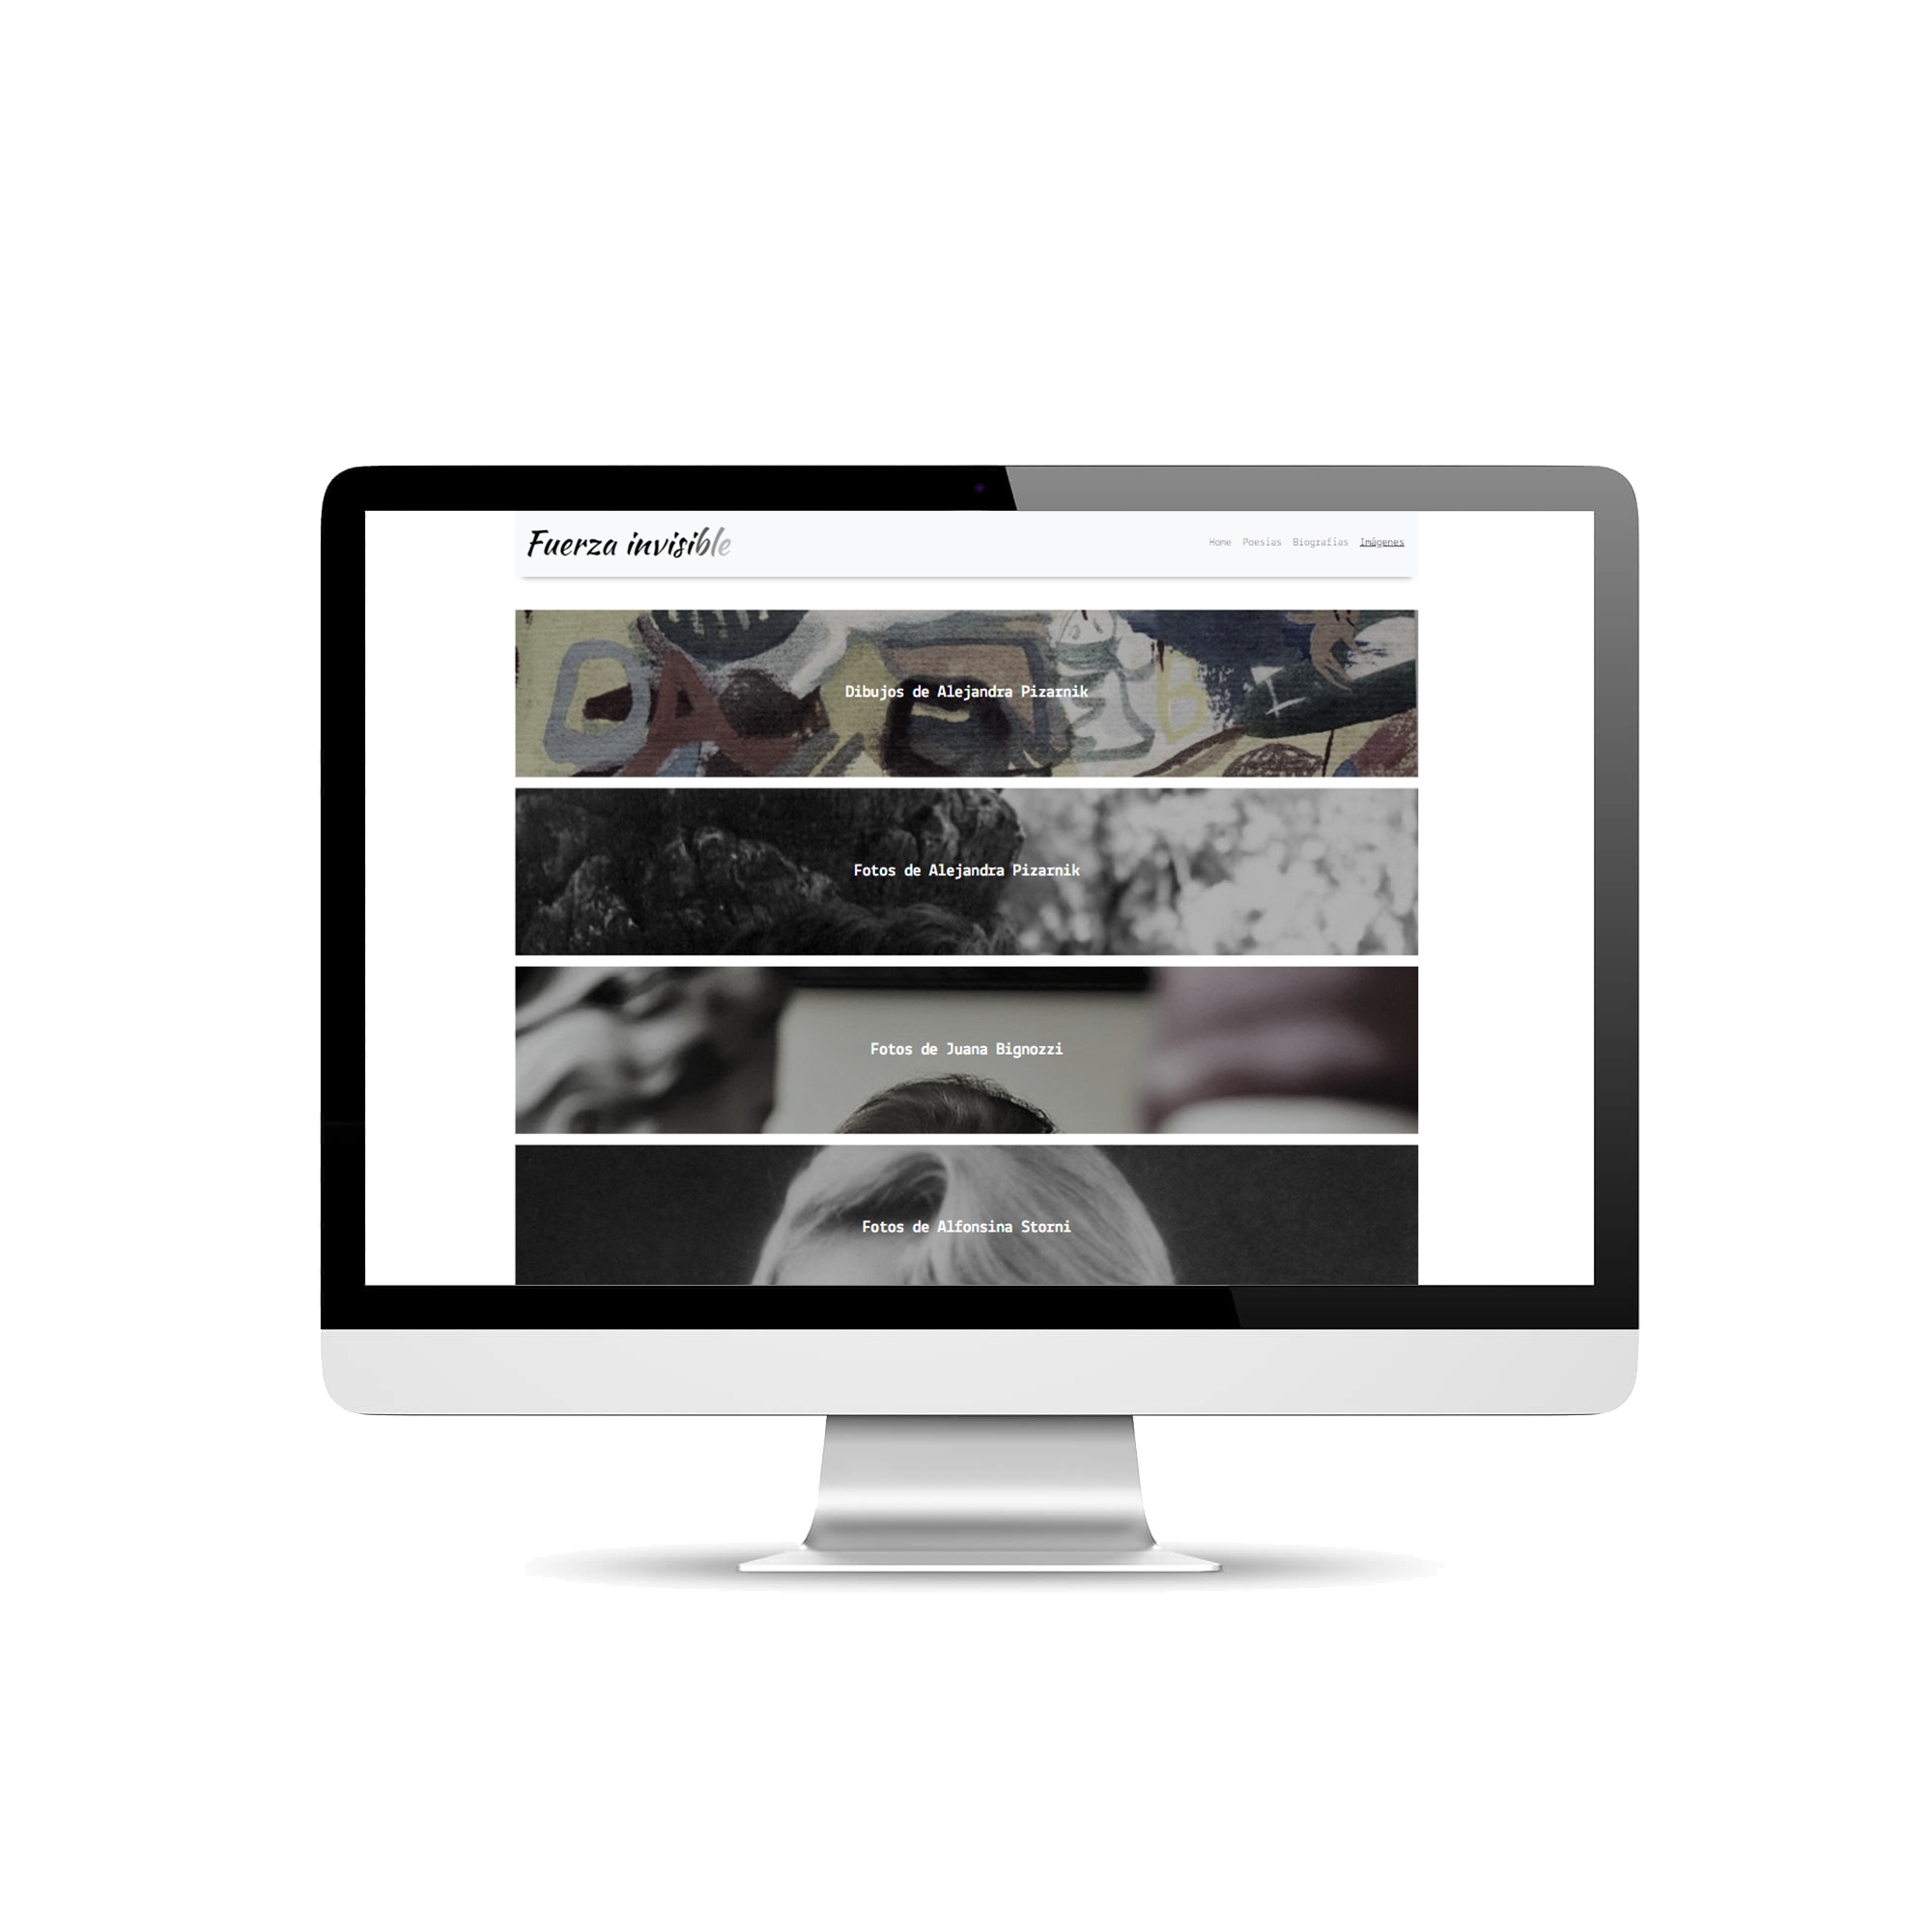 Fuerza invisible
Home Poesías Biografías Imágenes
DA
B
Dibujos de Alejandra Pizarnik
Fotos de Alejandra Pizarnik
Fotos de Juana Bignozzi
Fotos de Alfonsina Storni